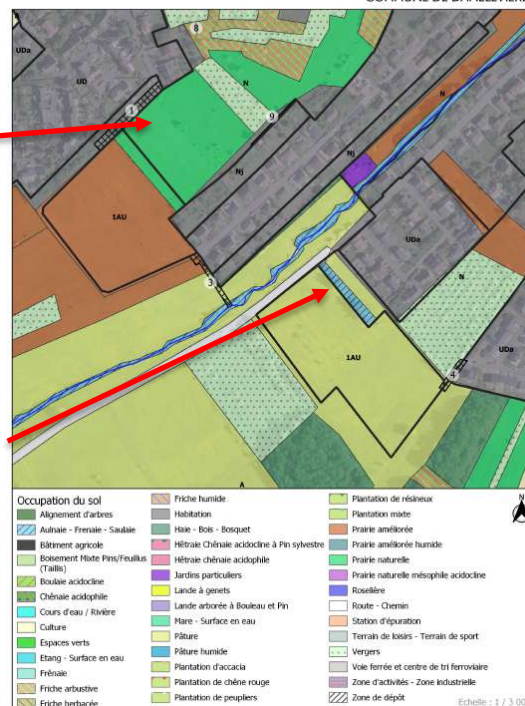 COMMUNE DE DAMELEVIERES
UDa
UD
8
N
1
9
N
Nj
1AU
Nj
3
UDa
N
1AU
UDa
4
A
N
Occupation du sol
Alignement d'arbres
Aulnaie - Frenaie - Saulaie
Bâtiment agricole
Boisement Mixte Pins/Feuillus
(Taillis)
Boulaie acidocline
Chênaie acidophile
Cours d'eau / Rivière
Culture
Espaces verts
Etang - Surface en eau
Frênaie
Friche arbustive
Friche herbacée
Friche humide
Habitation
Haie - Bois - Bosquet
Hêtraie Chênaie acidocline à Pin sylvestre
Hêtraie chênaie acidophile
Jardins particuliers
Lande à genets
Lande arborée à Bouleau et Pin
Mare - Surface en eau
Pâture
Pâture humide
Plantation d'accacia
Plantation de chêne rouge
Plantation de peupliers
Plantation de résineux
Plantation mixte
Prairie améliorée
Prairie améliorée humide
Prairie naturelle
Prairie naturelle mésophile acidocline
Roselière
Route - Chemin
Station d'épuration
Terrain de loisirs - Terrain de sport
Vergers
Voie ferrée et centre de tri ferroviaire
Zone d'activités - Zone industrielle
Zone de dépôt
Echelle : 1 / 3 00